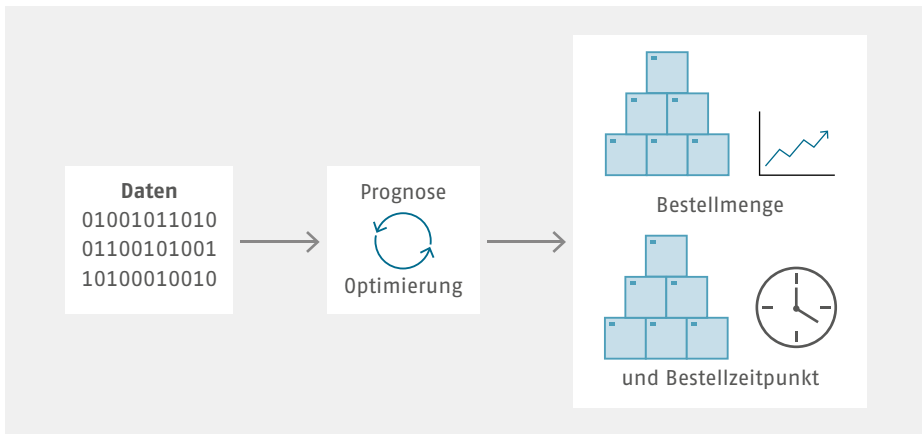 Daten
01001011010
01100101001
10100010010
Prognose
Optimierung
Bestellmenge
und Bestellzeitpunkt